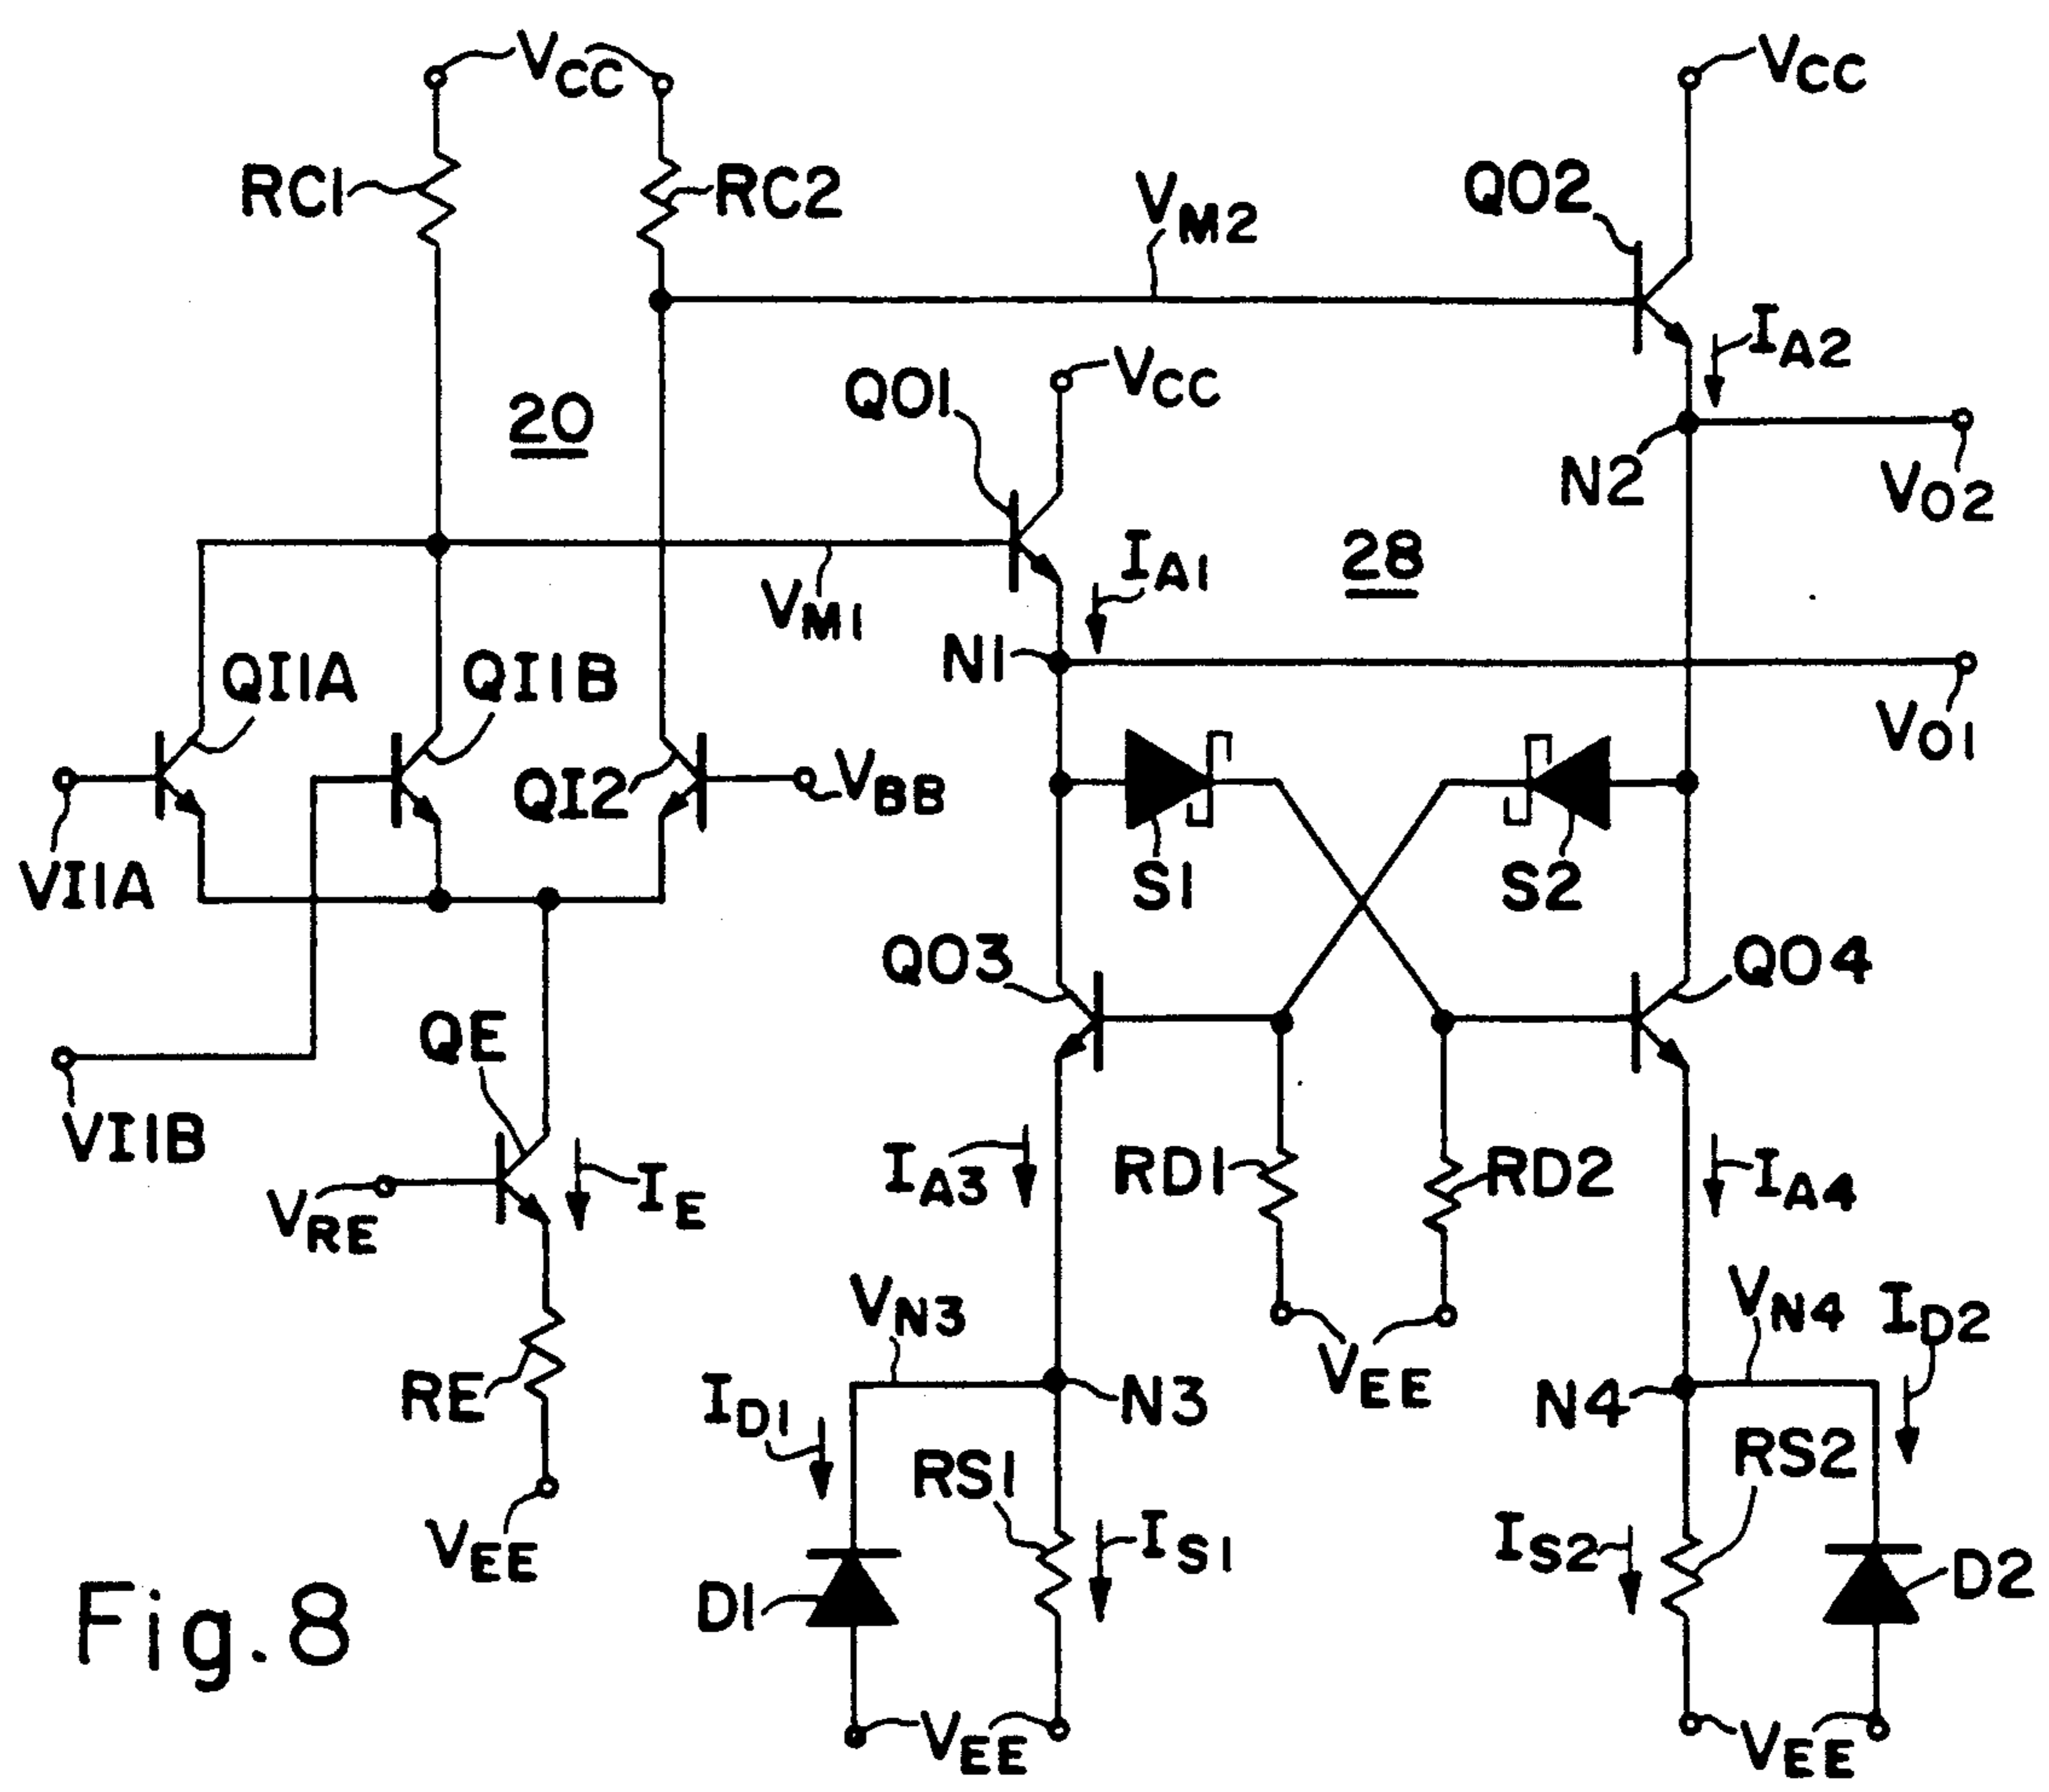 VCC
VCC
RC1
RC2
VM2
QO2
IA2
VCC
QO1
20
N2
VO2
28
IA1
VM1
N1
QI1A
QI1B
VO1
QI2
VBB
VI1A
S1
S2
QO3
QO4
QE
VI1B
IA3
RD1
RD2
IA4
IE
VRE
VN3
VN4
ID2
VEE
RE
ID1
N3
N4
RS1
RS2
IS1
IS2
VEE
D1
D2
Fig. 8
VEE
VEE